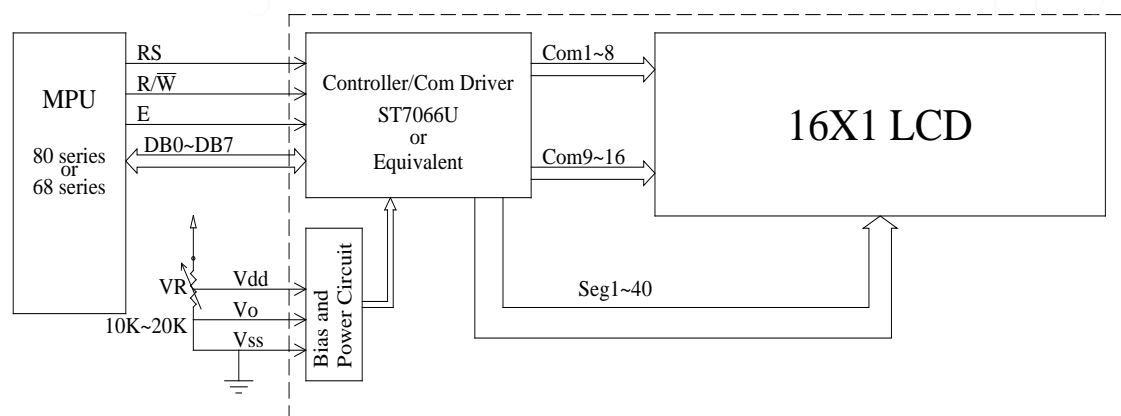 MPU
80 series
or
68 series
RS
R/W̅
E
DB0~DB7
Controller/Com Driver
ST7066U
or
Equivalent
Com1~8
Com9~16
16X1 LCD
VR
10K~20K
Vdd
Vo
Vss
Bias and
Power Circuit
Seg1~40